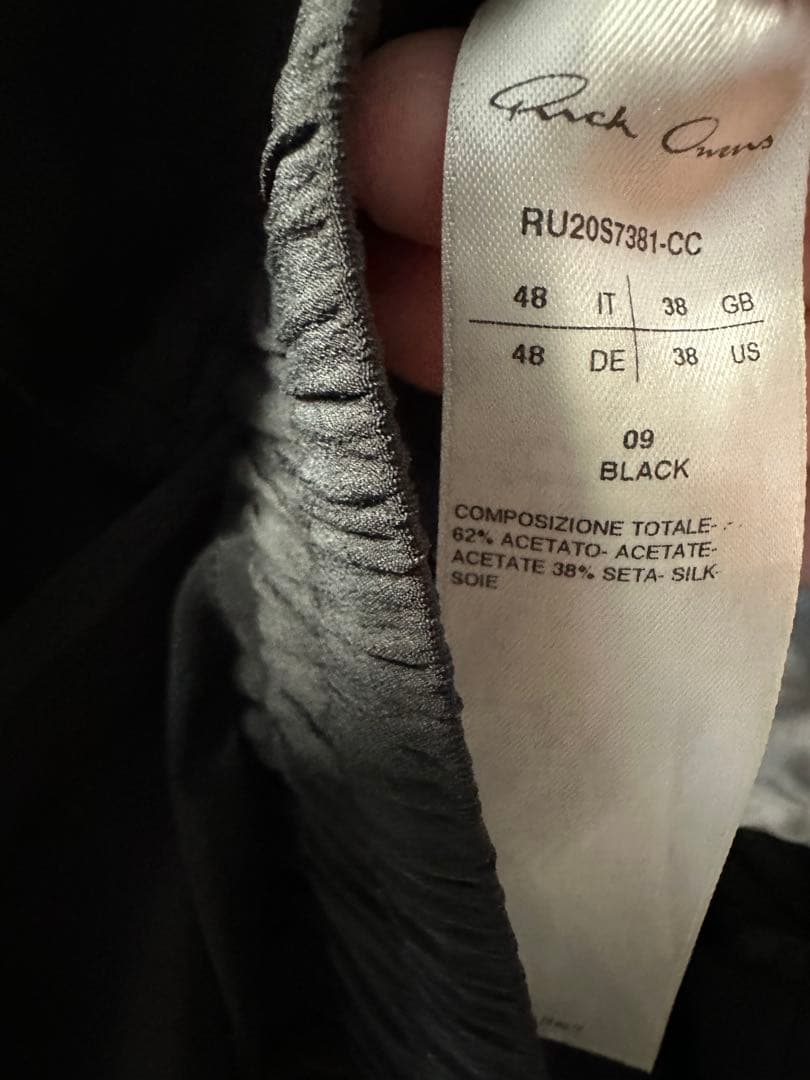 Rick Owens
RU20S7381-CC
48 IT 38 GB
48 DE 38 US
09
BLACK
COMPOSIZIONE TOTALE-
62% ACETATO- ACETATE-
ACETATE 38% SETA- SILK-
SOIE